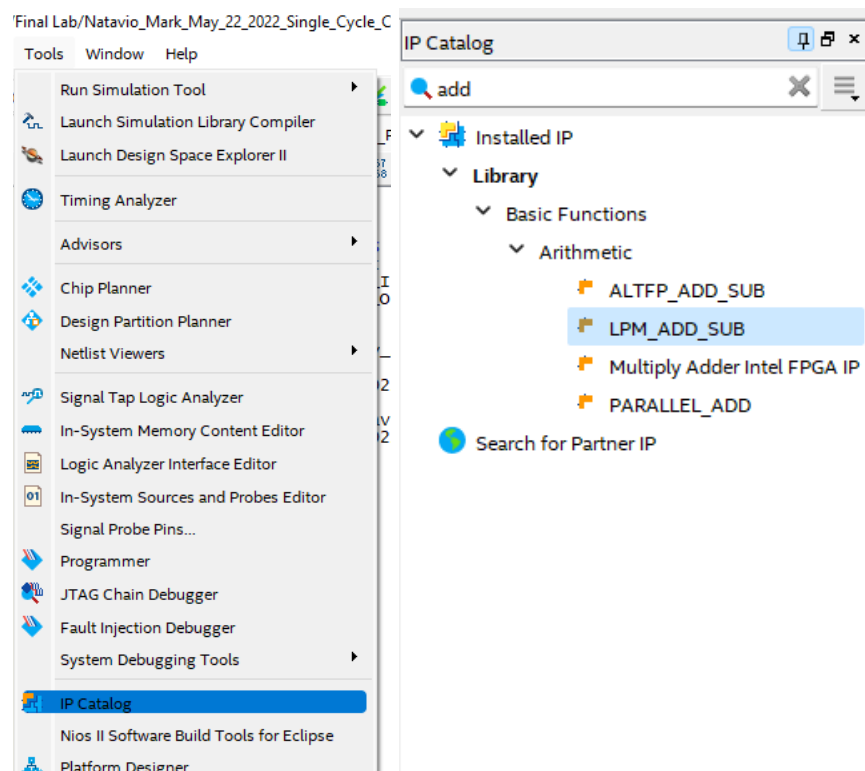 /Final Lab/Natavio_Mark_May_22_2022_Single_Cycle_C
Tools Window Help
Run Simulation Tool
Launch Simulation Library Compiler
Launch Design Space Explorer II
Timing Analyzer
Advisors
Chip Planner
Design Partition Planner
Netlist Viewers
Signal Tap Logic Analyzer
In-System Memory Content Editor
Logic Analyzer Interface Editor
In-System Sources and Probes Editor
Signal Probe Pins...
Programmer
JTAG Chain Debugger
Fault Injection Debugger
System Debugging Tools
IP Catalog
Nios II Software Build Tools for Eclipse
Platform Designer
IP Catalog
add
Installed IP
Library
Basic Functions
Arithmetic
ALTFP_ADD_SUB
LPM_ADD_SUB
Multiply Adder Intel FPGA IP
PARALLEL_ADD
Search for Partner IP